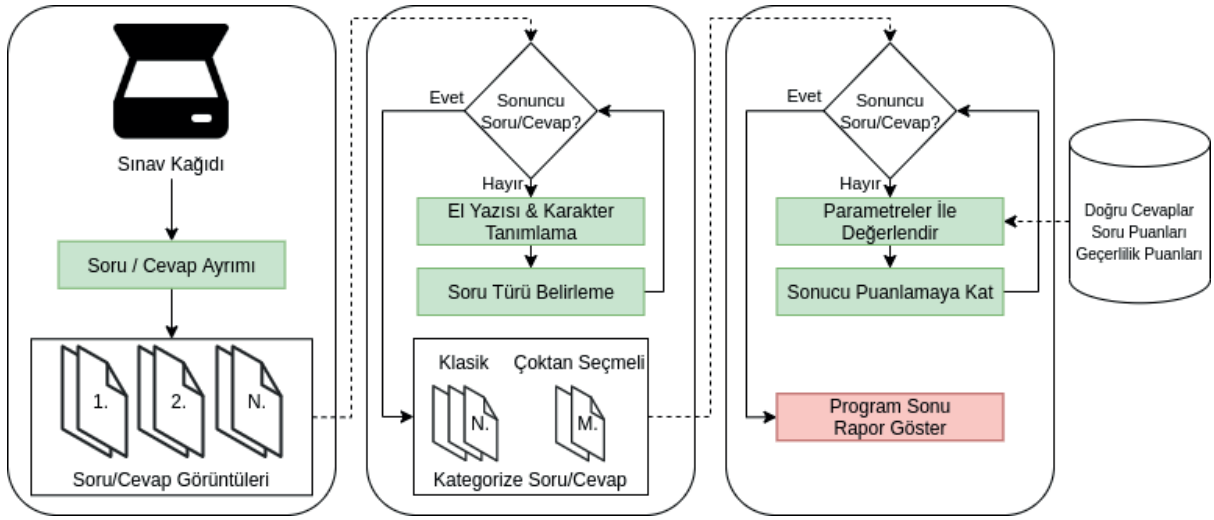 Sınav Kağıdı
Soru / Cevap Ayrımı
1.
2.
N.
Soru/Cevap Görüntüleri
Sonuncu
Soru/Cevap?
Evet
Hayır
El Yazısı & Karakter
Tanımlama
Soru Türü Belirleme
Klasik
Çoktan Seçmeli
N.
M.
Kategorize Soru/Cevap
Sonuncu
Soru/Cevap?
Evet
Hayır
Parametreler İle
Değerlendir
Sonucu Puanlamaya Kat
Program Sonu
Rapor Göster
Doğru Cevaplar
Soru Puanları
Geçerlilik Puanları